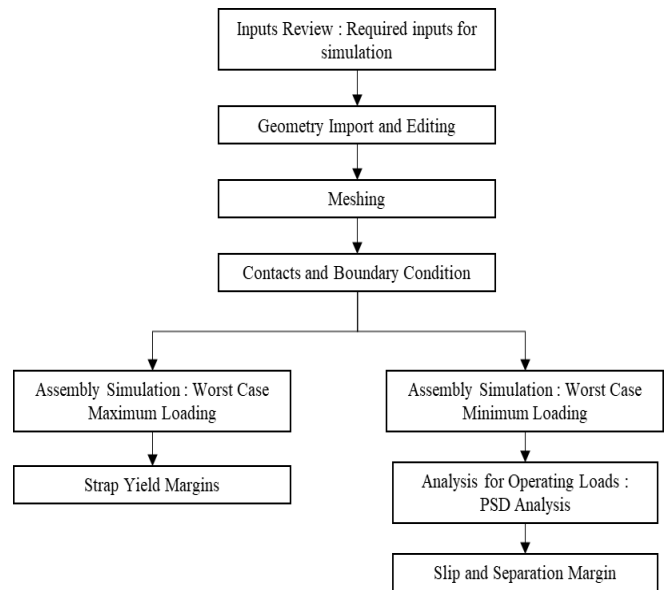 Inputs Review : Required inputs for
simulation
Geometry Import and Editing
Meshing
Contacts and Boundary Condition
Assembly Simulation : Worst Case
Maximum Loading
Strap Yield Margins
Assembly Simulation : Worst Case
Minimum Loading
Analysis for Operating Loads :
PSD Analysis
Slip and Separation Margin